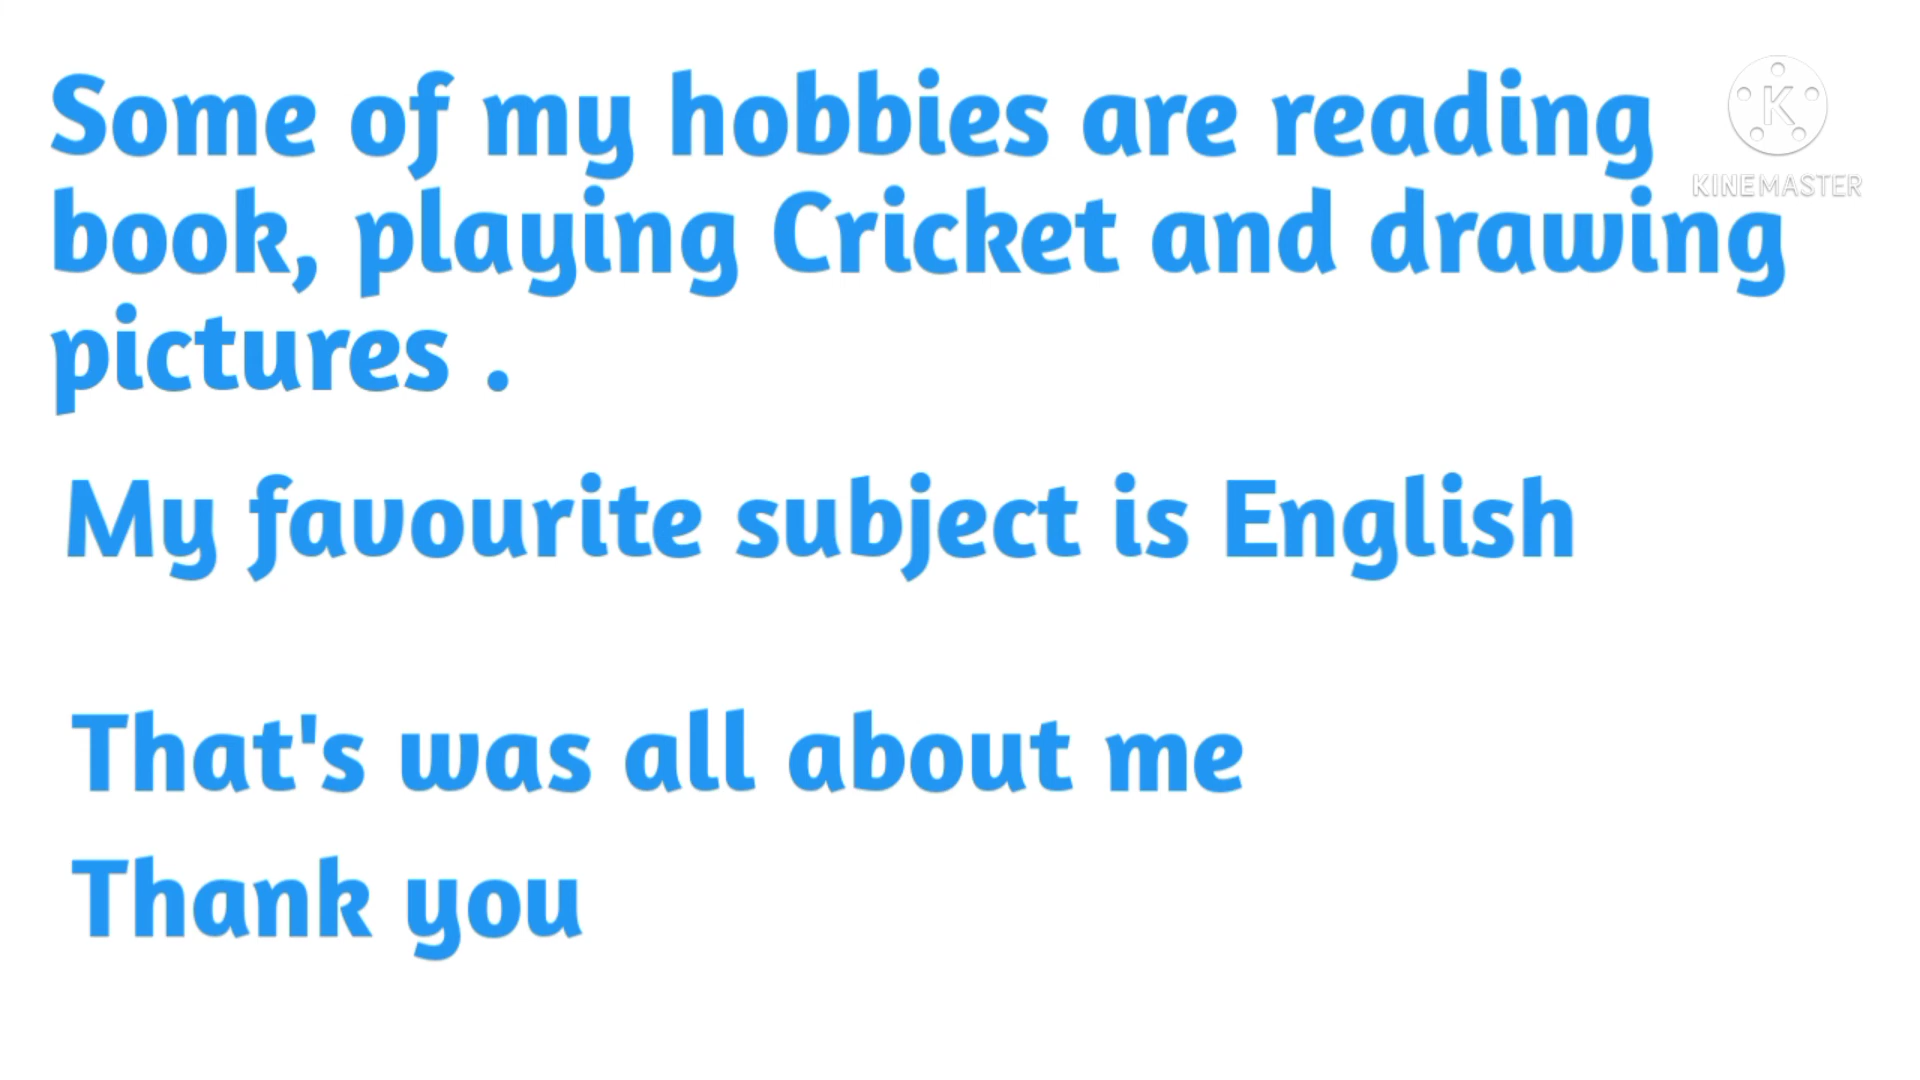 Some of my hobbies are reading
book, playing Cricket and drawing
pictures .
My favourite subject is English
That's was all about me
Thank you
K
KINEMASTER